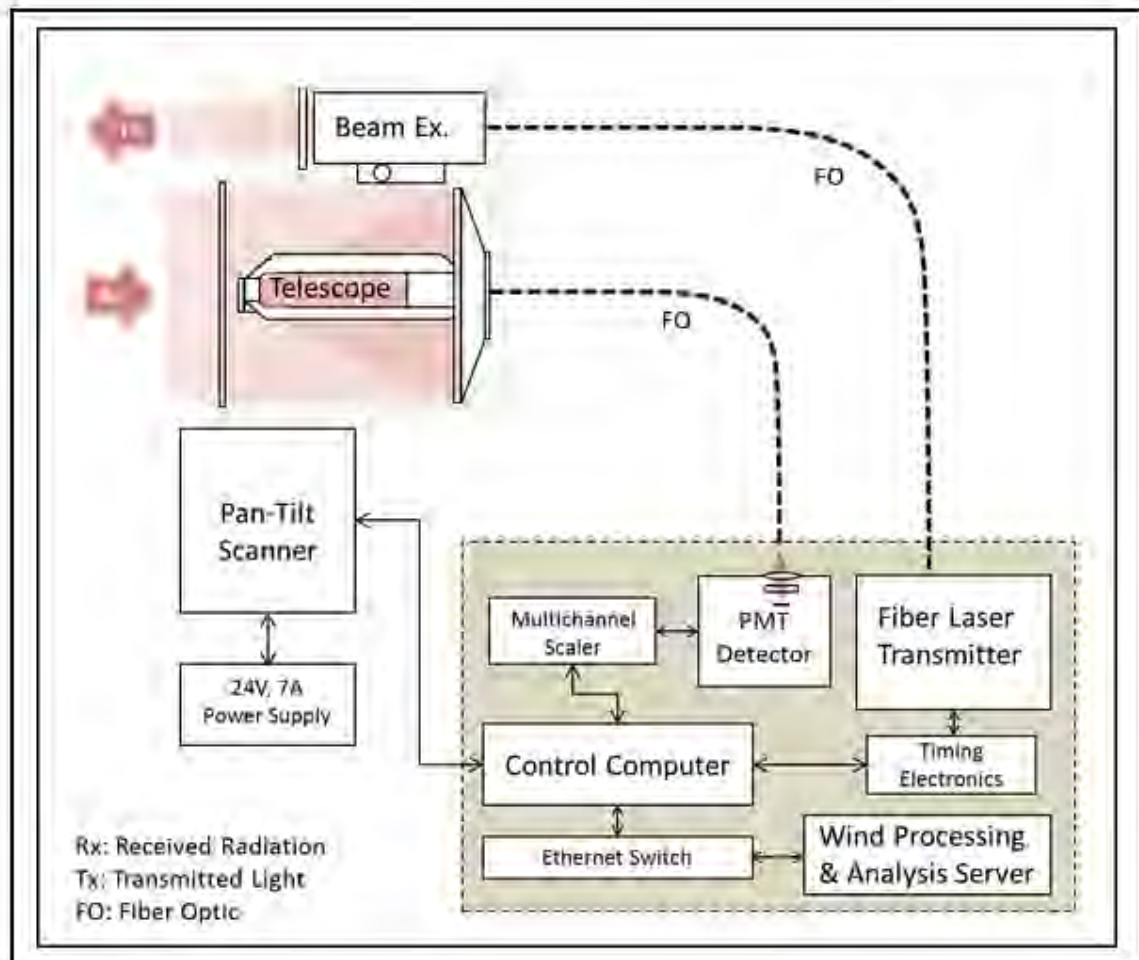 Beam Ex.
FO
Telescope
FO
Pan-Tilt
Scanner
24V, 7A
Power Supply
Multichannel
Scaler
PMT
Detector
Fiber Laser
Transmitter
Control Computer
Timing
Electronics
Ethernet Switch
Wind Processing
& Analysis Server
Rx: Received Radiation
Tx: Transmitted Light
FO: Fiber Optic